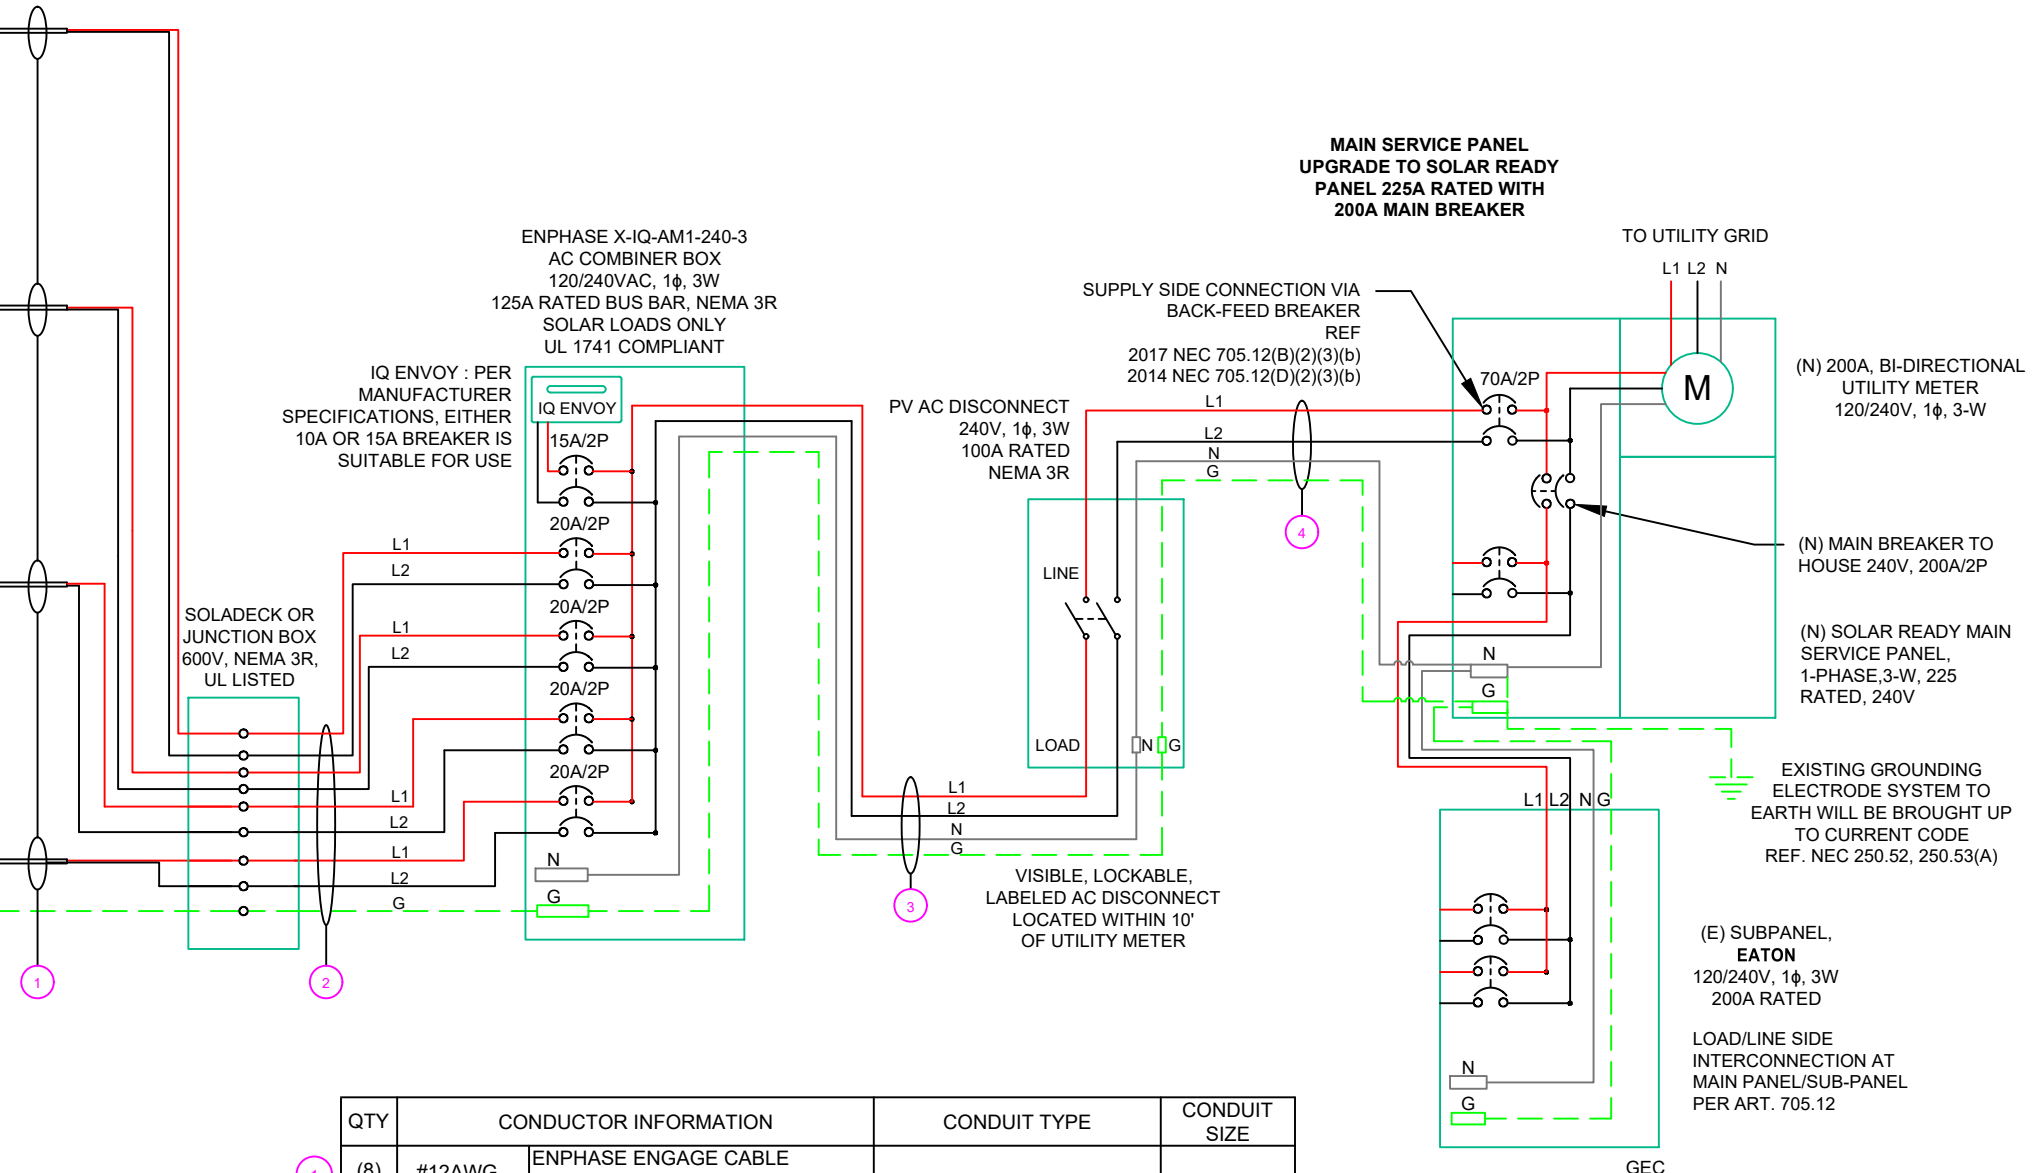 MAIN SERVICE PANEL
UPGRADE TO SOLAR READY
PANEL 225A RATED WITH
200A MAIN BREAKER
TO UTILITY GRID
L1 L2 N
ENPHASE X-IQ-AM1-240-3
AC COMBINER BOX
120/240VAC, 1ϕ, 3W
125A RATED BUS BAR, NEMA 3R
SOLAR LOADS ONLY
UL 1741 COMPLIANT
SUPPLY SIDE CONNECTION VIA
BACK-FEED BREAKER
REF
2017 NEC 705.12(B)(2)(3)(b)
2014 NEC 705.12(D)(2)(3)(b)
IQ ENVOY : PER
MANUFACTURER
SPECIFICATIONS, EITHER
10A OR 15A BREAKER IS
SUITABLE FOR USE
IQ ENVOY
15A/2P
20A/2P
20A/2P
20A/2P
20A/2P
N
G
PV AC DISCONNECT
240V, 1ϕ, 3W
100A RATED
NEMA 3R
L1
L2
N
G
4
70A/2P
M
(N) 200A, BI-DIRECTIONAL
UTILITY METER
120/240V, 1ϕ, 3-W
(N) MAIN BREAKER TO
HOUSE 240V, 200A/2P
(N) SOLAR READY MAIN
SERVICE PANEL,
1-PHASE,3-W, 225
RATED, 240V
N
G
LINE
LOAD
N G
SOLADECK OR
JUNCTION BOX
600V, NEMA 3R,
UL LISTED
L1
L2
L1
L2
L1
L2
L1
L2
G
1
2
L1
L2
N
G
3
VISIBLE, LOCKABLE,
LABELED AC DISCONNECT
LOCATED WITHIN 10'
OF UTILITY METER
EXISTING GROUNDING
ELECTRODE SYSTEM TO
EARTH WILL BE BROUGHT UP
TO CURRENT CODE
REF. NEC 250.52, 250.53(A)
L1 L2 N G
(E) SUBPANEL,
EATON
120/240V, 1ϕ, 3W
200A RATED
LOAD/LINE SIDE
INTERCONNECTION AT
MAIN PANEL/SUB-PANEL
PER ART. 705.12
N
G
GEC
QTY CONDUCTOR INFORMATION CONDUIT TYPE CONDUIT SIZE
(8) #12AWG ENPHASE ENGAGE CABLE